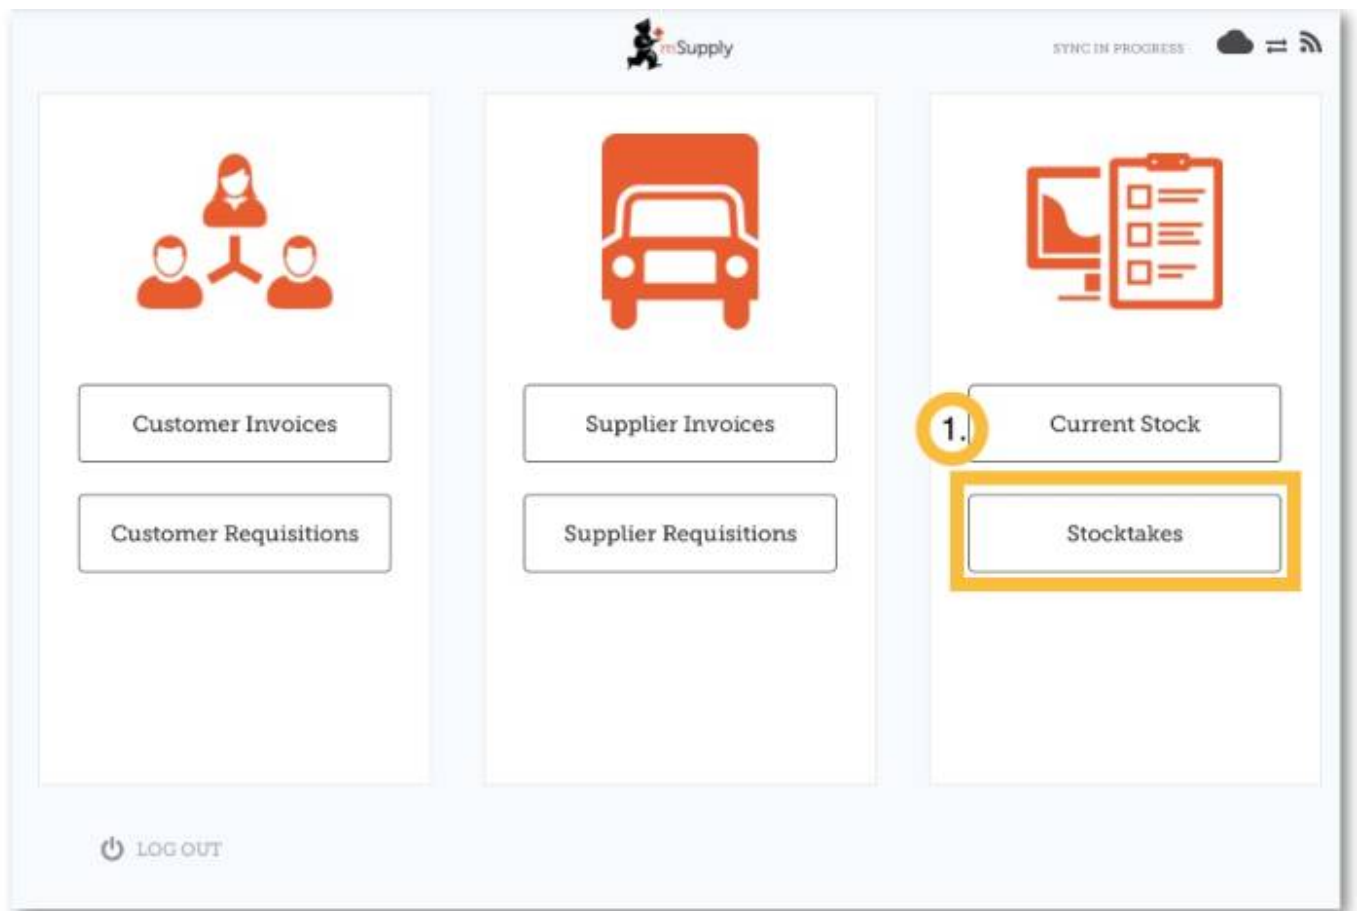 mSupply
SYNC IN PROGRESS
Customer Invoices
Customer Requisitions
Supplier Invoices
Supplier Requisitions
1.
Current Stock
Stocktakes
LOG OUT